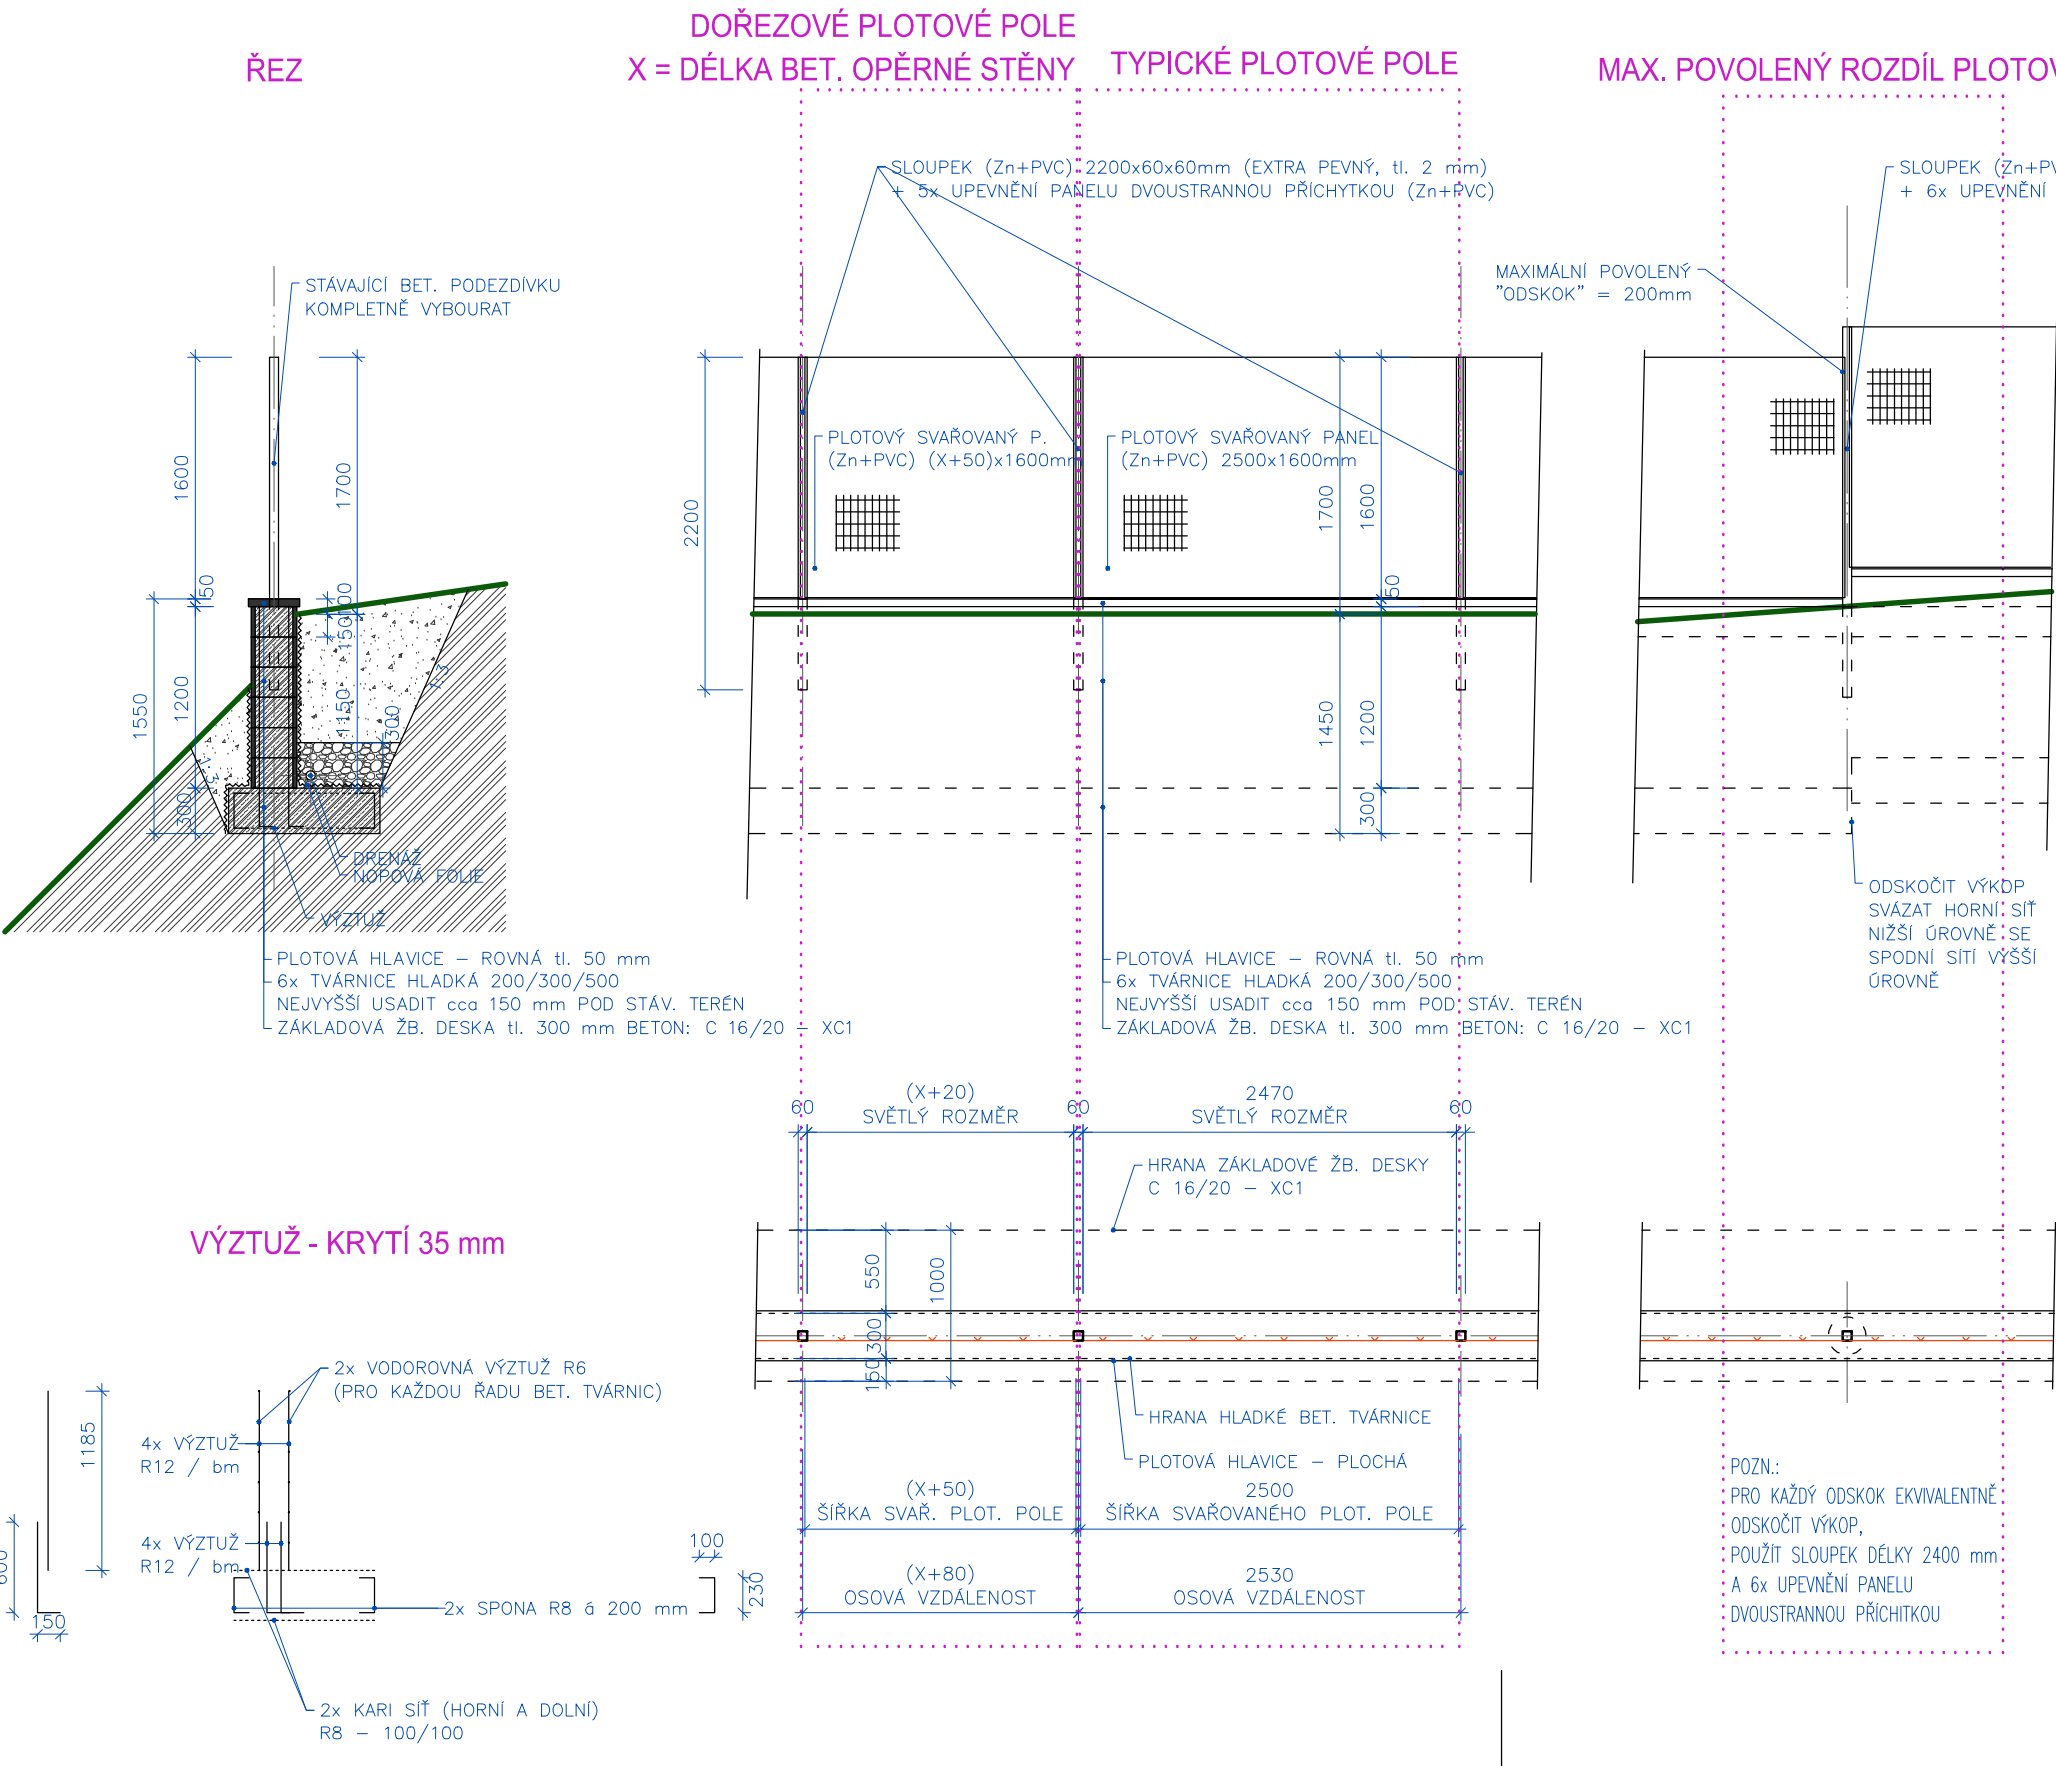 DOŘEZOVÉ PLOTOVÉ POLE
X = DÉLKA BET. OPĚRNÉ STĚNY
TYPICKÉ PLOTOVÉ POLE
ŘEZ
STÁVAJÍCÍ BET. PODEZDÍVKU
KOMPLETNĚ VYBOURAT
1600
1700
50
100
150
1550
1200
1150
300
300
1:3
1:3
DRENÁŽ
NOPOVÁ FOLIE
VÝZTUŽ
PLOTOVÁ HLAVICE – ROVNÁ tl. 50 mm
6x TVÁRNICE HLADKÁ 200/300/500
NEJVYŠŠÍ USADIT cca 150 mm POD STÁV. TERÉN
ZÁKLADOVÁ ŽB. DESKA tl. 300 mm BETON: C 16/20 – XC1
SLOUPEK (Zn+PVC) 2200x60x60mm (EXTRA PEVNÝ, tl. 2 mm)
+ 5x UPEVNĚNÍ PANELU DVOUSTRANNOU PŘÍCHYTKOU (Zn+PVC)
PLOTOVÝ SVAŘOVANÝ P.
(Zn+PVC) (X+50)x1600mm
PLOTOVÝ SVAŘOVANÝ PANEL
(Zn+PVC) 2500x1600mm
2200
1700
1600
50
1450
1200
300
PLOTOVÁ HLAVICE – ROVNÁ tl. 50 mm
6x TVÁRNICE HLADKÁ 200/300/500
NEJVYŠŠÍ USADIT cca 150 mm POD STÁV. TERÉN
ZÁKLADOVÁ ŽB. DESKA tl. 300 mm BETON: C 16/20 – XC1
MAX. POVOLENÝ ROZDÍL
SLOUPEK
+ 6x UPEVNĚNÍ
MAXIMÁLNÍ POVOLENÝ
"ODSKOK" = 200mm
ODSKOČIT VÝKOP
SVÁZAT HORNÍ SÍŤ
NIŽŠÍ ÚROVNĚ SE
SPODNÍ SÍTÍ VYŠŠÍ
ÚROVNĚ
(X+20)
SVĚTLÝ ROZMĚR
2470
SVĚTLÝ ROZMĚR
60
60
60
HRANA ZÁKLADOVÉ ŽB. DESKY
C 16/20 – XC1
550
1000
300
150
HRANA HLADKÉ BET. TVÁRNICE
PLOTOVÁ HLAVICE – PLOCHÁ
(X+50)
ŠÍŘKA SVAŘ. PLOT. POLE
2500
ŠÍŘKA SVAŘOVANÉHO PLOT. POLE
(X+80)
OSOVÁ VZDÁLENOST
2530
OSOVÁ VZDÁLENOST
VÝZTUŽ - KRYTÍ 35 mm
2x VODOROVNÁ VÝZTUŽ R6
(PRO KAŽDOU ŘADU BET. TVÁRNIC)
1185
4x VÝZTUŽ
R12 / bm
4x VÝZTUŽ
R12 / bm
600
150
100
230
2x SPONA R8 á 200 mm
2x KARI SÍŤ (HORNÍ A DOLNÍ)
R8 – 100/100
POZN.:
PRO KAŽDÝ ODSKOK EKVIVALENTNĚ
ODSKOČIT VÝKOP,
POUŽÍT SLOUPEK DÉLKY 2400 mm
A 6x UPEVNĚNÍ PANELU
DVOUSTRANNOU PŘÍCHITKOU